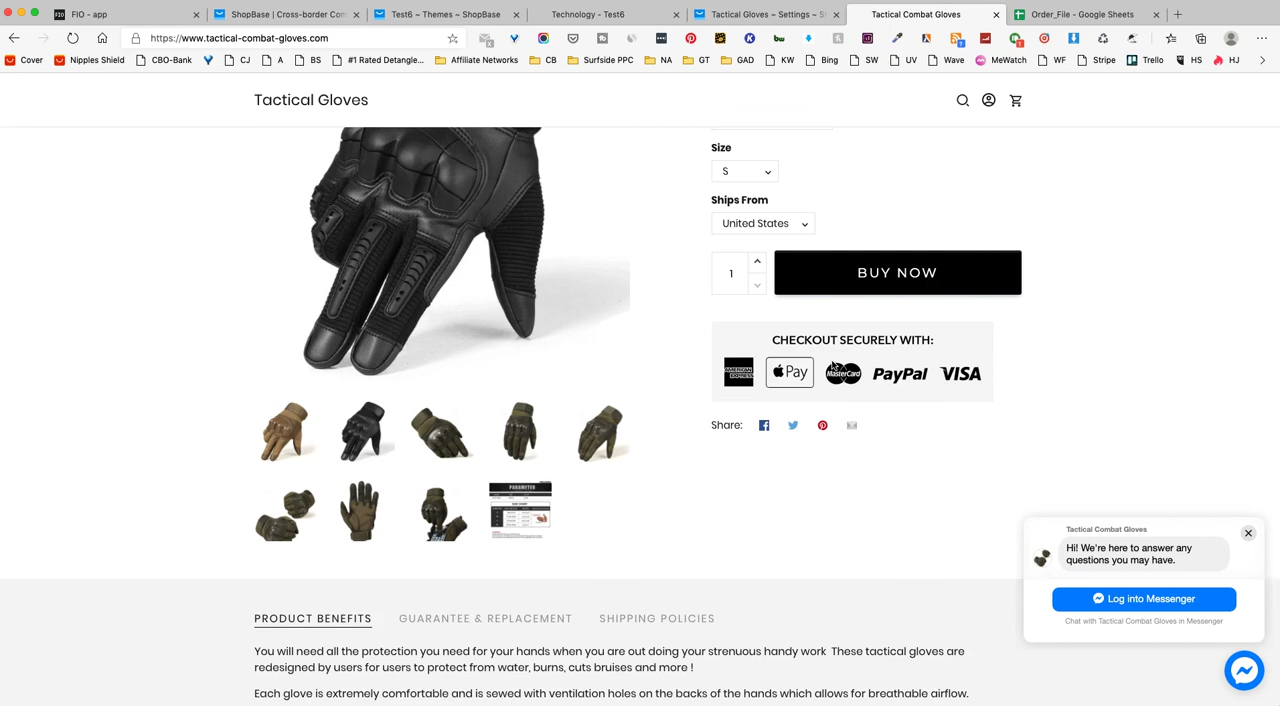 FIO - app
ShopBase | Cross-border Com
Test6 ~ Themes ~ ShopBase
Technology - Test6
Tactical Gloves ~ Settings ~ S
Tactical Combat Gloves
Order_File - Google Sheets
https://www.tactical-combat-gloves.com
Cover
Nipples Shield
CBO-Bank
CJ
A
BS
#1 Rated Detangle...
Affiliate Networks
CB
Surfside PPC
NA
GT
GAD
KW
Bing
SW
UV
Wave
MeWatch
WF
Stripe
Trello
HS
HJ
Tactical Gloves
Size
S
Ships From
United States
1
BUY NOW
CHECKOUT SECURELY WITH:
AMERICAN EXPRESS
Pay
MasterCard
PayPal
VISA
Share:
PARAMETER
Tactical Combat Gloves
Hi! We're here to answer any
questions you may have.
Log into Messenger
Chat with Tactical Combat Gloves in Messenger
PRODUCT BENEFITS
GUARANTEE & REPLACEMENT
SHIPPING POLICIES
You will need all the protection you need for your hands when you are out doing your strenuous handy work These tactical gloves are
redesigned by users for users to protect from water, burns, cuts bruises and more !
Each glove is extremely comfortable and is sewed with ventilation holes on the backs of the hands which allows for breathable airflow.